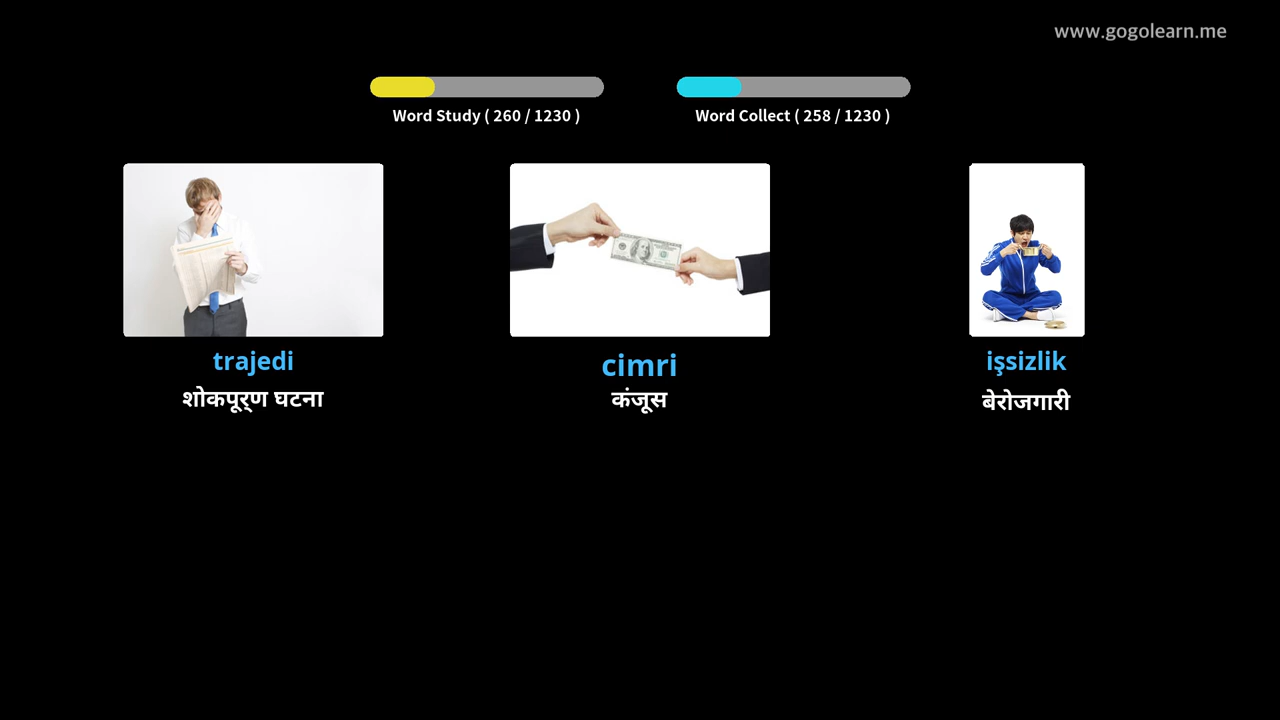 www.gogolearn.me
Word Study ( 260 / 1230 )
Word Collect ( 258 / 1230 )
trajedi
शोकपूर्ण घटना
cimri
कंजूस
işsizlik
बेरोजगारी